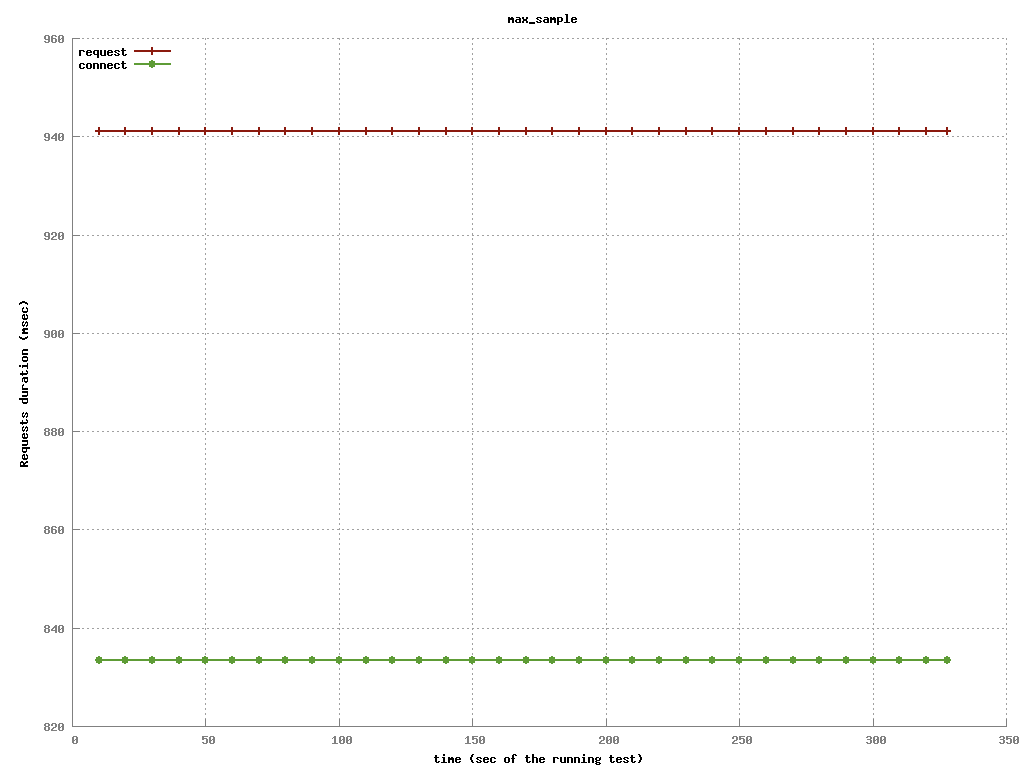 max_sample
960
request
connect
940
920
900
880
860
840
820
Requests duration (msec)
0 50 100 150 200 250 300 350
time (sec of the running test)